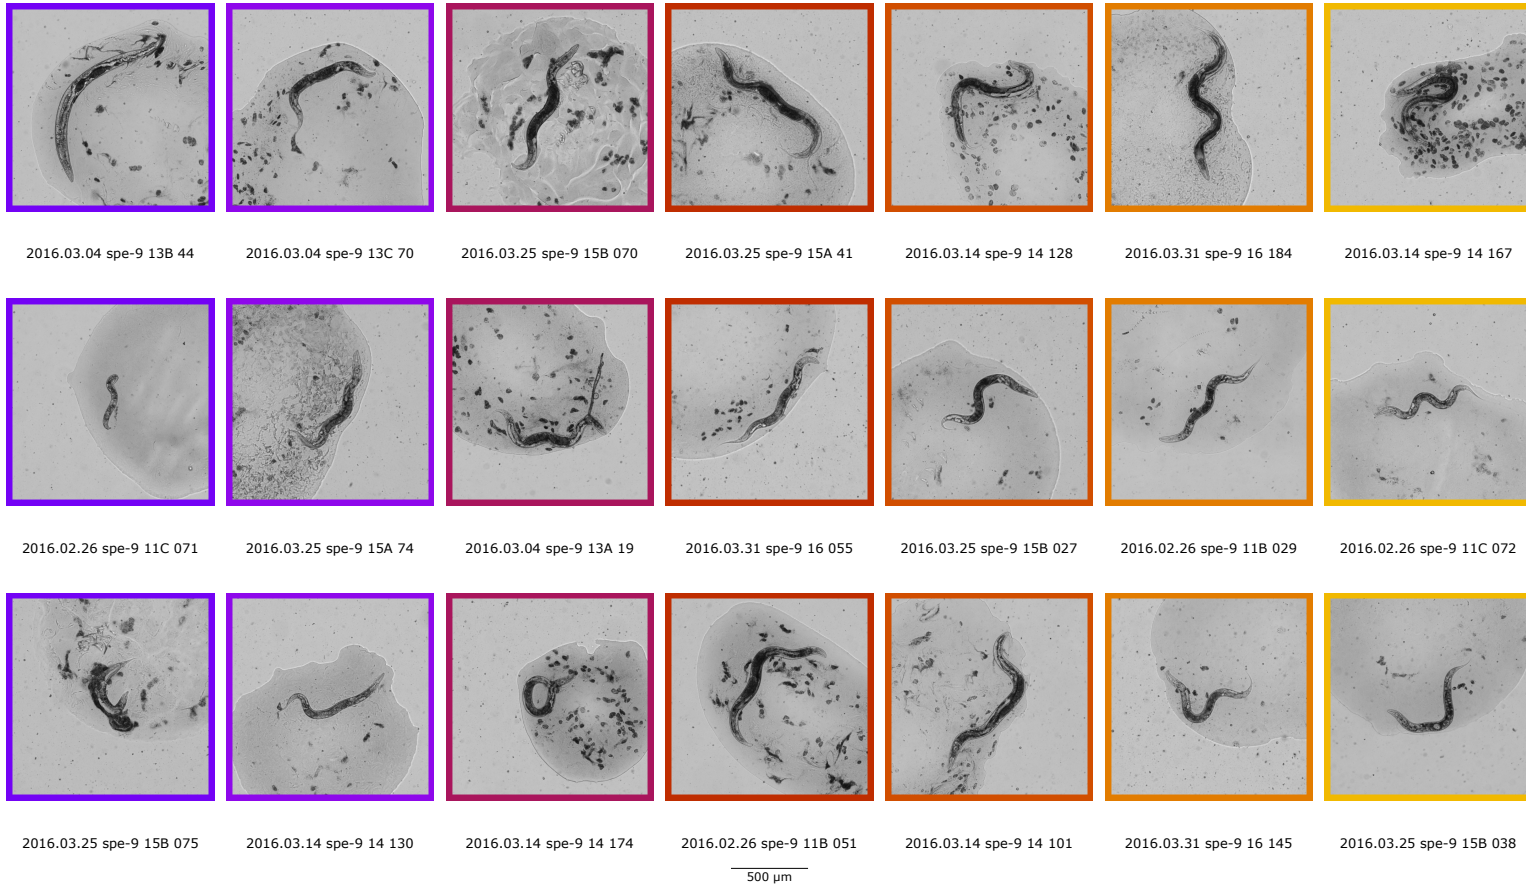 2016.03.04 spe-9 13B 44
2016.03.04 spe-9 13C 70
2016.03.25 spe-9 15B 070
2016.03.25 spe-9 15A 41
2016.03.14 spe-9 14 128
2016.03.31 spe-9 16 184
2016.03.14 spe-9 14 167
2016.02.26 spe-9 11C 071
2016.03.25 spe-9 15A 74
2016.03.04 spe-9 13A 19
2016.03.31 spe-9 16 055
2016.03.25 spe-9 15B 027
2016.02.26 spe-9 11B 029
2016.02.26 spe-9 11C 072
2016.03.25 spe-9 15B 075
2016.03.14 spe-9 14 130
2016.03.14 spe-9 14 174
2016.02.26 spe-9 11B 051
2016.03.14 spe-9 14 101
2016.03.31 spe-9 16 145
2016.03.25 spe-9 15B 038
500 µm